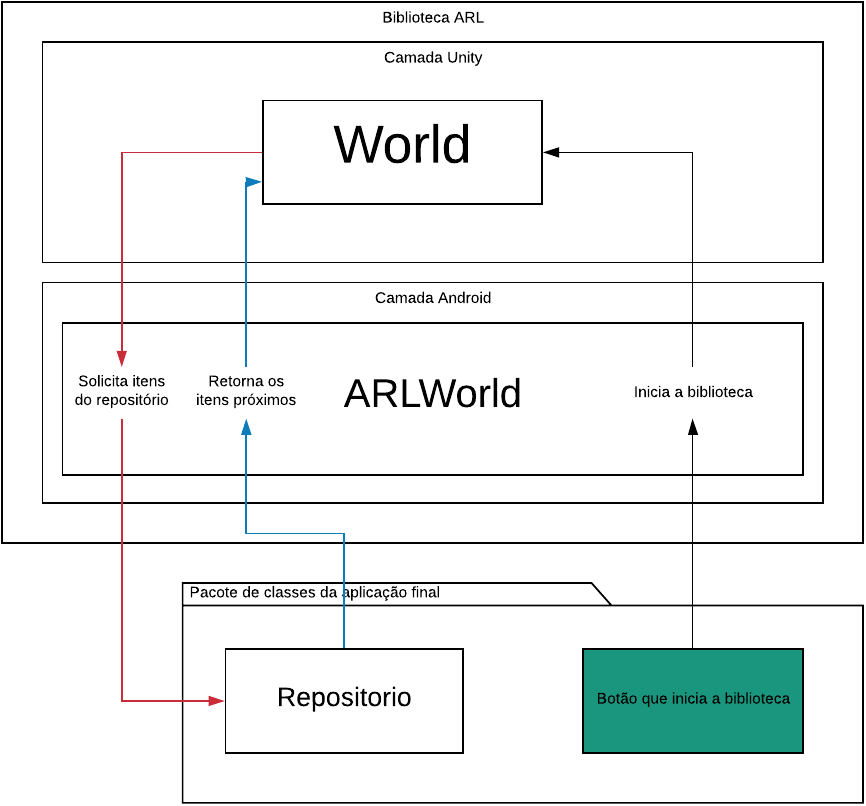 Biblioteca ARL
Camada Unity
World
Camada Android
Solicita itens
do repositório
Retorna os
itens próximos
ARLWorld
Inicia a biblioteca
Pacote de classes da aplicação final
Repositorio
Botão que inicia a biblioteca